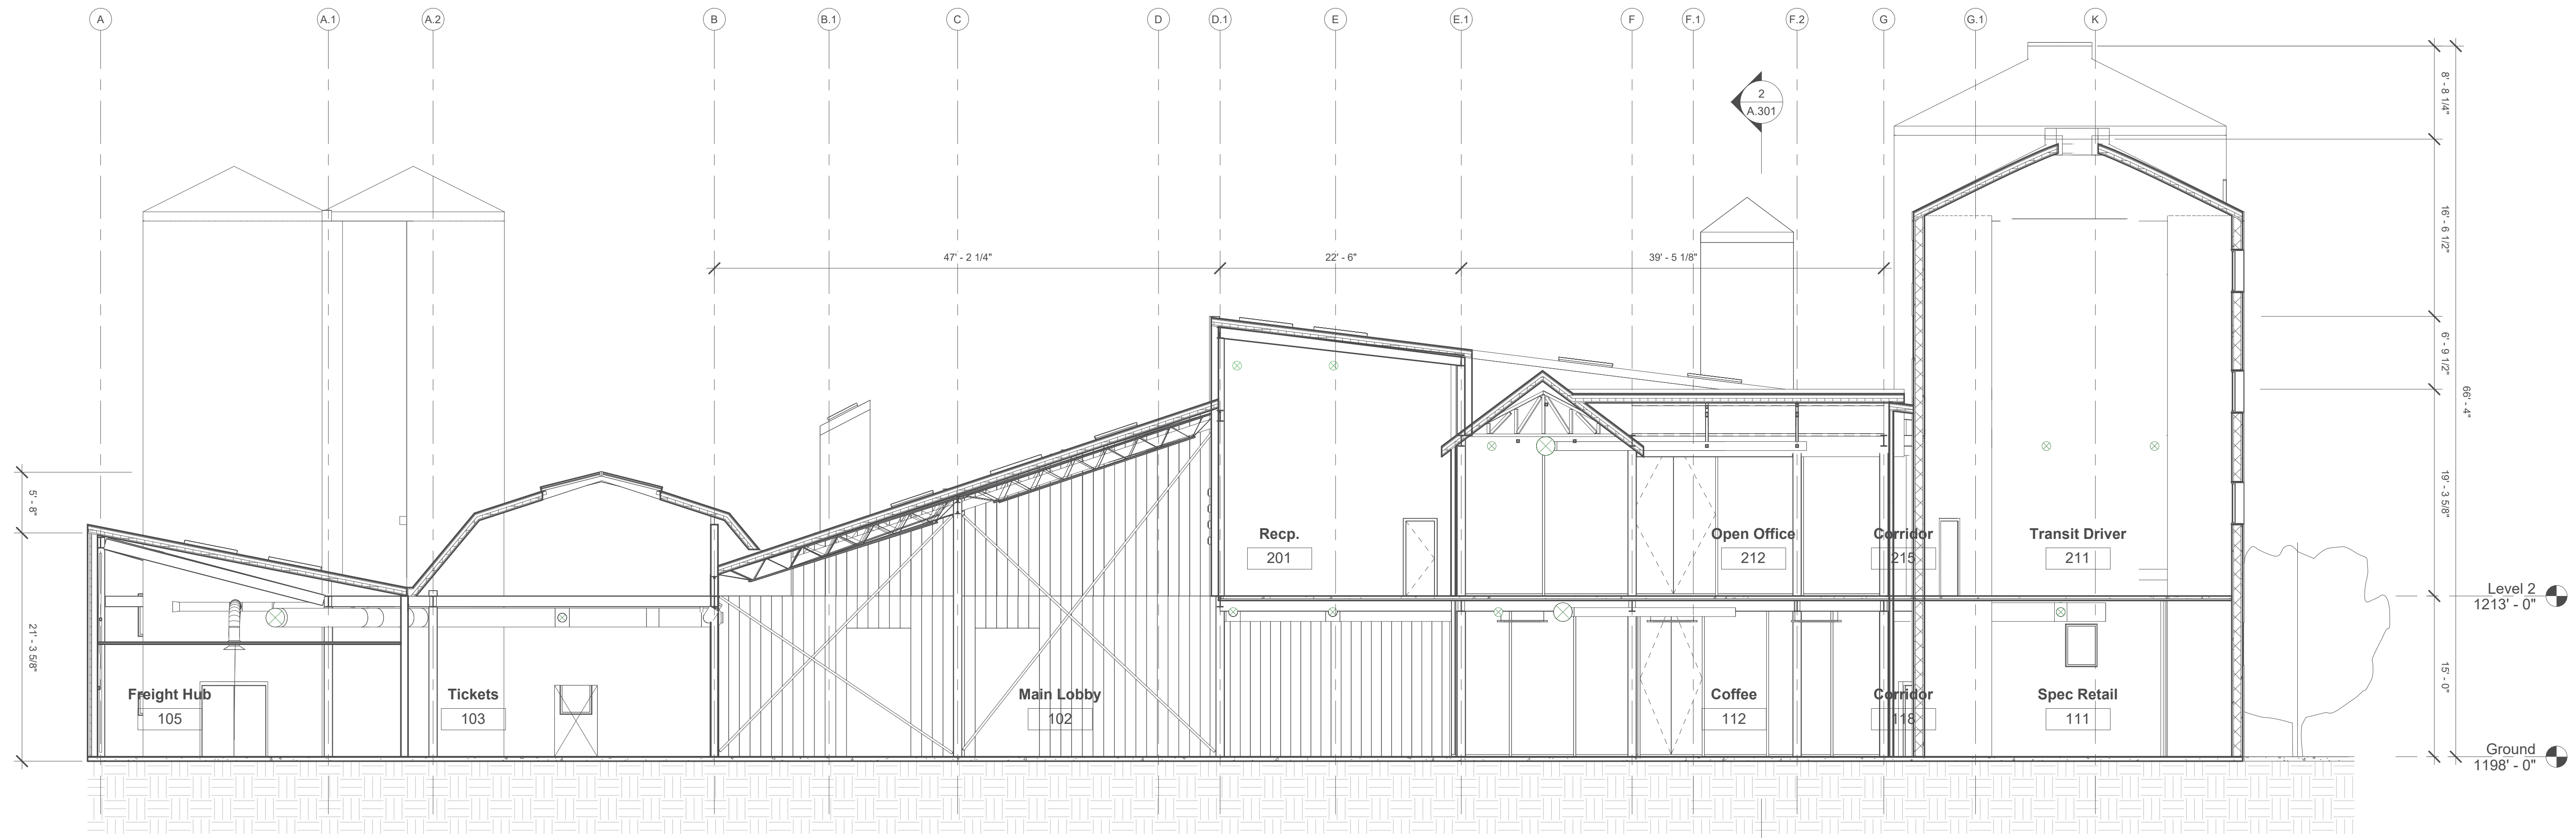 A
A.1
A.2
B
B.1
C
D
D.1
E
E.1
F
F.1
F.2
G
G.1
K
2
A.301
8' - 8 1/4"
16' - 6 1/2"
6' - 9 1/2"
66' - 4"
19' - 3 5/8"
15' - 0"
47' - 2 1/4"
22' - 6"
39' - 5 1/8"
5' - 8"
21' - 3 5/8"
Recp.
201
Open Office
212
Corridor
215
Transit Driver
211
Level 2
1213' - 0"
Freight Hub
105
Tickets
103
Main Lobby
102
Coffee
112
Corridor
118
Spec Retail
111
Ground
1198' - 0"